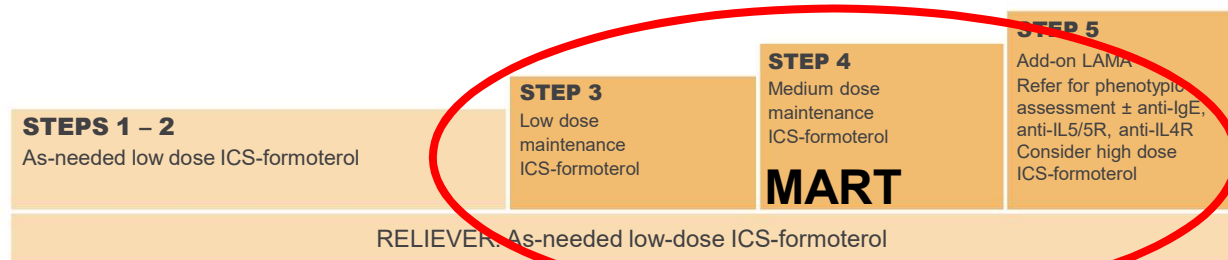 STEPS 1 – 2
As-needed low dose ICS-formoterol
STEP 3
Low dose
maintenance
ICS-formoterol
STEP 4
Medium dose
maintenance
ICS-formoterol
MART
STEP 5
Add-on LAMA
Refer for phenotypic
assessment ± anti-IgE,
anti-IL5/5R, anti-IL4R
Consider high dose
ICS-formoterol
RELIEVER: As-needed low-dose ICS-formoterol